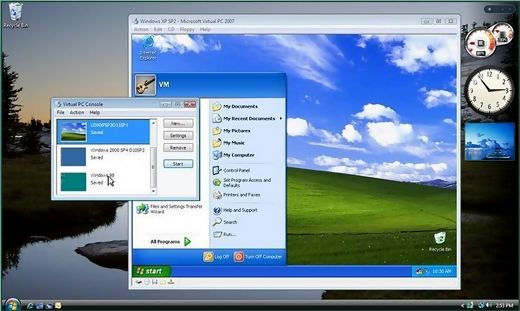 Recycle Bin
Windows XP SP2 - Microsoft Virtual PC 2007
Action Edit CD Floppy Help
Internet
Explorer
VM
My Documents
My Recent Documents
My Pictures
My Music
My Computer
Control Panel
Set Program Access and
Defaults
Printers and Faxes
Help and Support
Search
Run...
Files and Settings Transfer
Wizard
All Programs
Log Off
Turn Off Computer
start
Recycle Bin
10:30 AM
Virtual PC Console
File Action Help
Saved
New...
Settings
Remove
Start
Windows 2000 SP4
Saved
Windows 98
Saved
2:53 PM